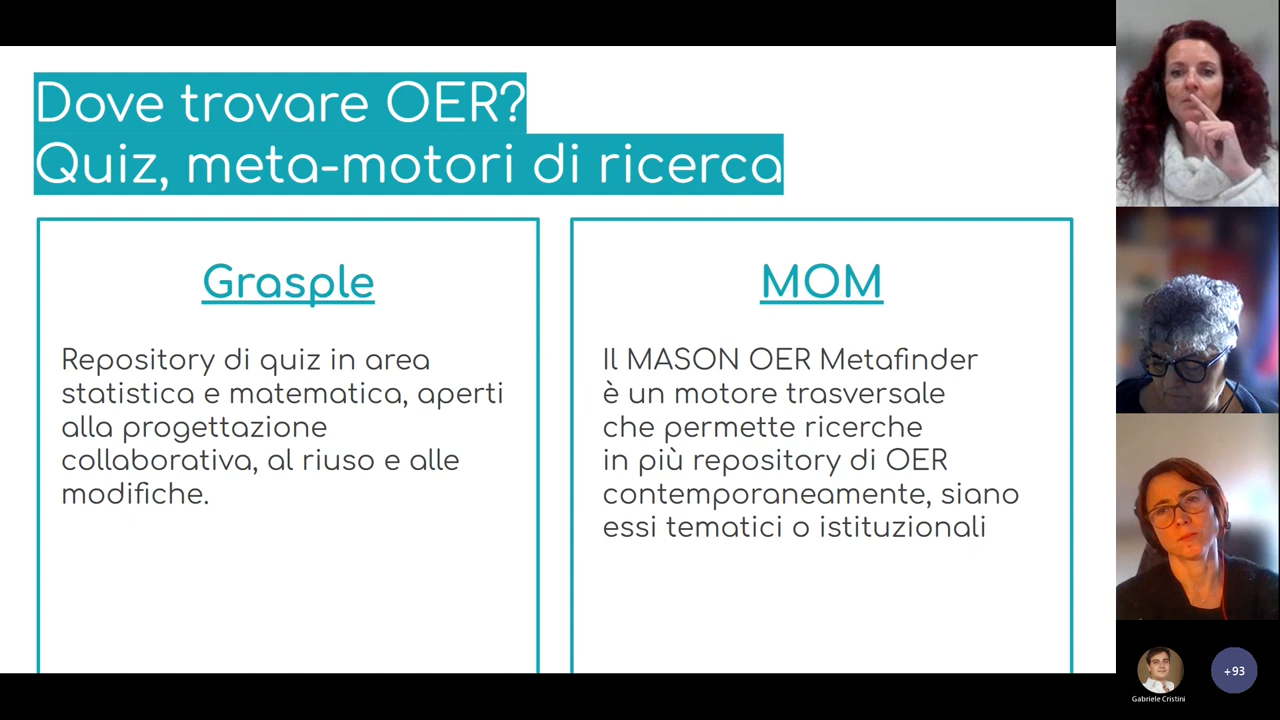 Dove trovare OER?
Quiz, meta-motori di ricerca
Grasple
Repository di quiz in area
statistica e matematica, aperti
alla progettazione
collaborativa, al riuso e alle
modifiche.
MOM
Il MASON OER Metafinder
è un motore trasversale
che permette ricerche
in più repository di OER
contemporaneamente, siano
essi tematici o istituzionali
+93
Gabriele Cristini